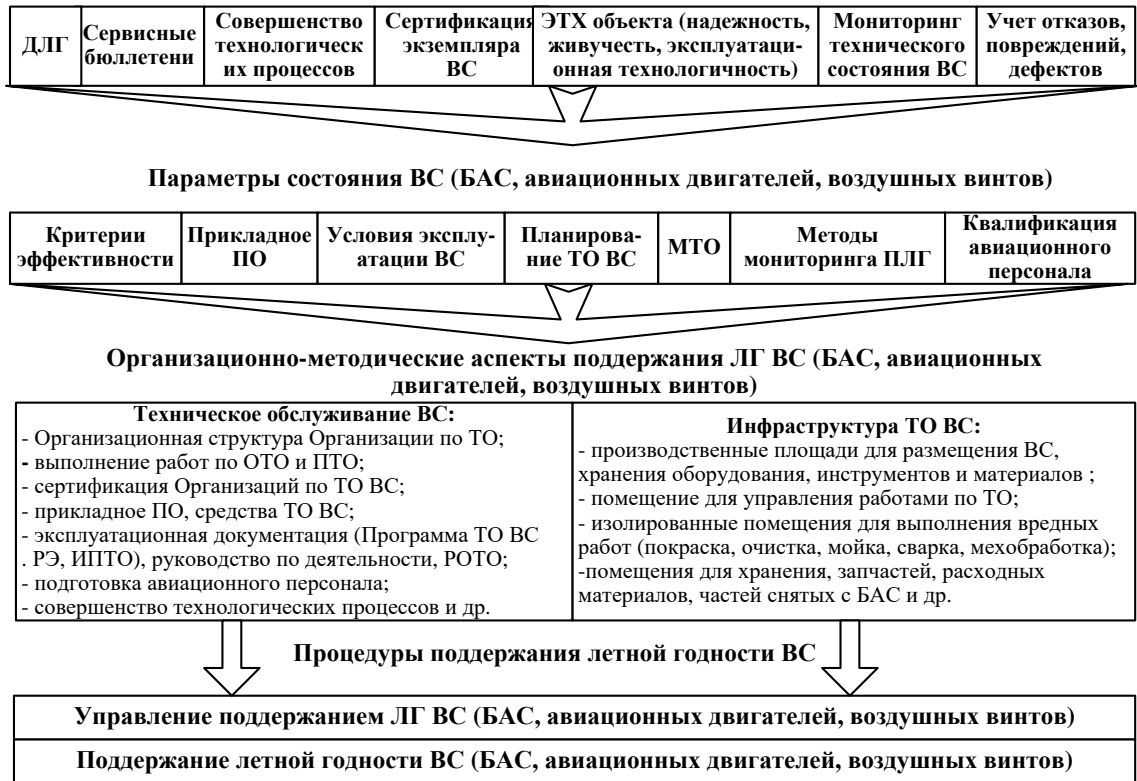 ДЛГ
Сервисные
бюллетени
Совершенство
технологическ
их процессов
Сертификация
экземпляра
ВС
ЭТХ объекта (надежность,
живучесть, эксплуатаци-
онная технологичность)
Мониторинг
технического
состояния ВС
Учет отказов,
повреждений,
дефектов
Параметры состояния ВС (БАС, авиационных двигателей, воздушных винтов)
Критерии
эффективности
Прикладное
ПО
Условия эксплу-
атации ВС
Планирова-
ние ТО ВС
МТО
Методы
мониторинга ПЛГ
Квалификация
авиационного
персонала
Организационно-методические аспекты поддержания ЛГ ВС (БАС, авиационных
двигателей, воздушных винтов)
Техническое обслуживание ВС:
- Организационная структура Организации по ТО;
- выполнение работ по ОТО и ПТО;
- сертификация Организаций по ТО ВС;
- прикладное ПО, средства ТО ВС;
- эксплуатационная документация (Программа ТО ВС
. РЭ, ИПТО), руководство по деятельности, РОТО;
- подготовка авиационного персонала;
- совершенство технологических процессов и др.
Инфраструктура ТО ВС:
- производственные площади для размещения ВС,
хранения оборудования, инструментов и материалов ;
- помещение для управления работами по ТО;
- изолированные помещения для выполнения вредных
работ (покраска, очистка, мойка, сварка, мехобработка);
-помещения для хранения, запчастей, расходных
материалов, частей снятых с БАС и др.
Процедуры поддержания летной годности ВС
Управление поддержанием ЛГ ВС (БАС, авиационных двигателей, воздушных винтов)
Поддержание летной годности ВС (БАС, авиационных двигателей, воздушных винтов)